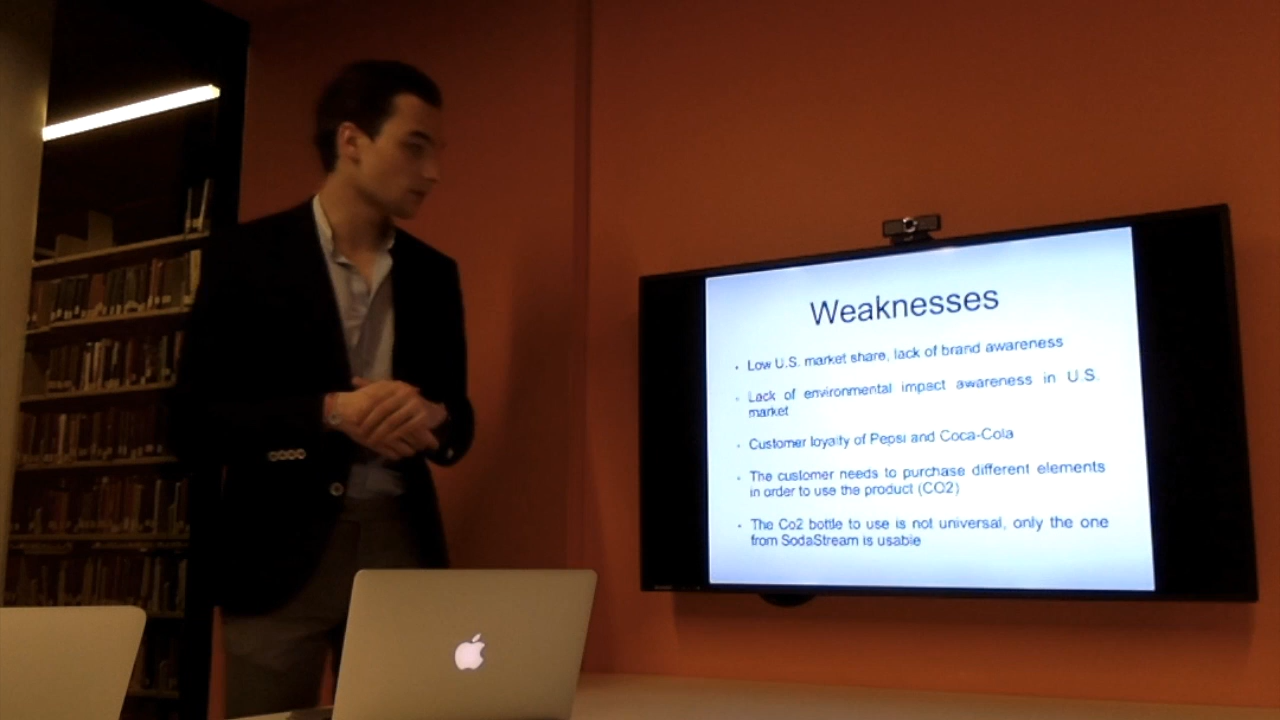 Weaknesses
Low U.S. market share, lack of brand awareness
Lack of environmental impact awareness in U.S.
market
Customer loyalty of Pepsi and Coca-Cola
The customer needs to purchase different elements
in order to use the product (CO2)
The Co2 bottle to use is not universal, only the one
from SodaStream is usable